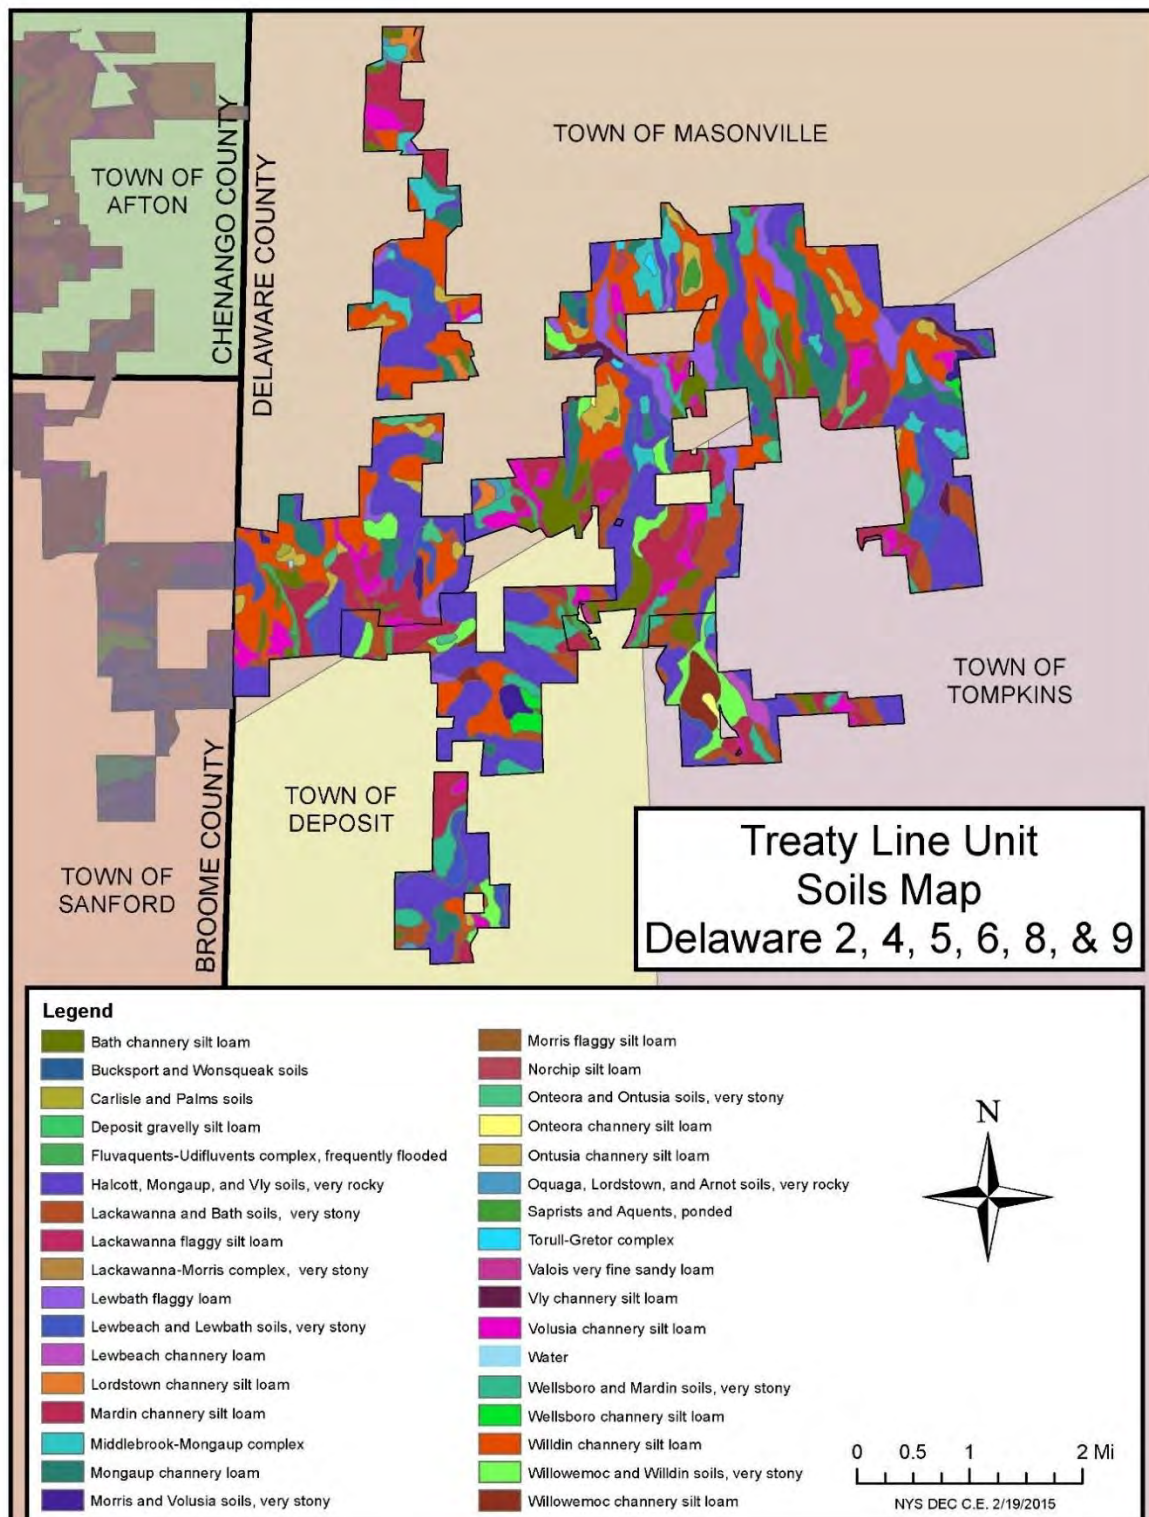 TOWN OF MASONVILLE
TOWN OF
AFTON
CHENANGO COUNTY
DELAWARE COUNTY
TOWN OF
TOMPKINS
TOWN OF
DEPOSIT
TOWN OF
SANFORD
BROOME COUNTY
Treaty Line Unit
Soils Map
Delaware 2, 4, 5, 6, 8, & 9
Legend
Bath channery silt loam
Bucksport and Wonsqueak soils
Carlisle and Palms soils
Deposit gravelly silt loam
Fluvaquents-Udifluvents complex, frequently flooded
Halcott, Mongaup, and Vly soils, very rocky
Lackawanna and Bath soils, very stony
Lackawanna flaggy silt loam
Lackawanna-Morris complex, very stony
Lewbath flaggy loam
Lewbeach and Lewbath soils, very stony
Lewbeach channery loam
Lordstown channery silt loam
Mardin channery silt loam
Middlebrook-Mongaup complex
Mongaup channery loam
Morris and Volusia soils, very stony
Morris flaggy silt loam
Norchip silt loam
Onteora and Ontusia soils, very stony
Onteora channery silt loam
Ontusia channery silt loam
Oquaga, Lordstown, and Arnot soils, very rocky
Saprists and Aquents, ponded
Torull-Gretor complex
Valois very fine sandy loam
Vly channery silt loam
Volusia channery silt loam
Water
Wellsboro and Mardin soils, very stony
Wellsboro channery silt loam
Willdin channery silt loam
Willowemoc and Willdin soils, very stony
Willowemoc channery silt loam
N
0 0.5 1 2 Mi
NYS DEC C.E. 2/19/2015